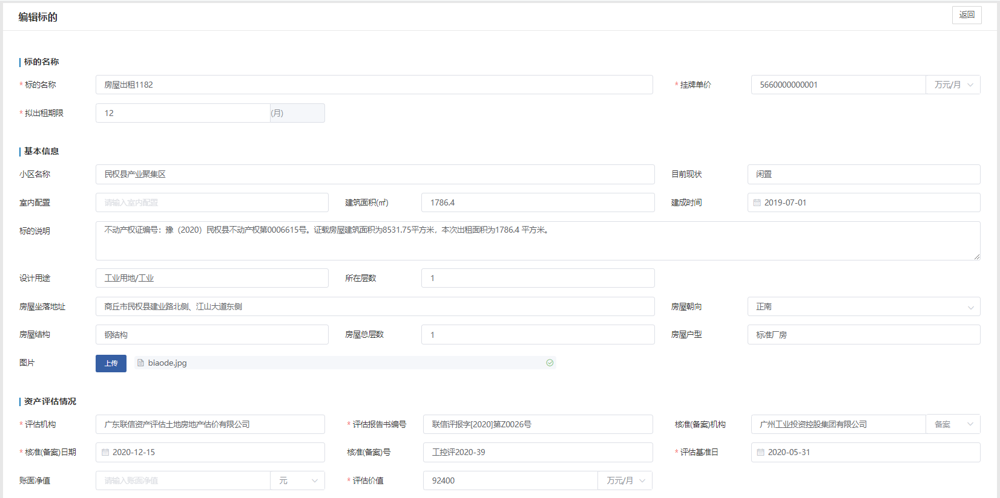 编辑标的 返回
标的名称
* 标的名称 房屋出租1182 * 挂牌单价 5660000000001 万元/月
* 拟出租期限 12 (月)
基本信息
小区名称 民权县产业聚集区 目前现状 闲置
室内配置 请输入室内配置 建筑面积(㎡) 1786.4 建成时间 2019-07-01
标的说明 不动产权证编号：豫（2020）民权县不动产权第0006615号。证载房屋建筑面积为8531.75平方米，本次出租面积为1786.4 平方米。
设计用途 工业用地/工业 所在层数 1
房屋坐落地址 商丘市民权县建业路北侧、江山大道东侧 房屋朝向 正南
房屋结构 钢结构 房屋总层数 1 房屋户型 标准厂房
图片 上传 biaode.jpg
资产评估情况
* 评估机构 广东联信资产评估土地房地产估价有限公司 * 评估报告书编号 联信评报字[2020]第Z0026号 核准(备案)机构 广州工业投资控股集团有限公司 备案
* 核准(备案)日期 2020-12-15 核准(备案)号 工控评2020-39 * 评估基准日 2020-05-31
账面净值 请输入账面净值 元 * 评估价值 92400 万元/月